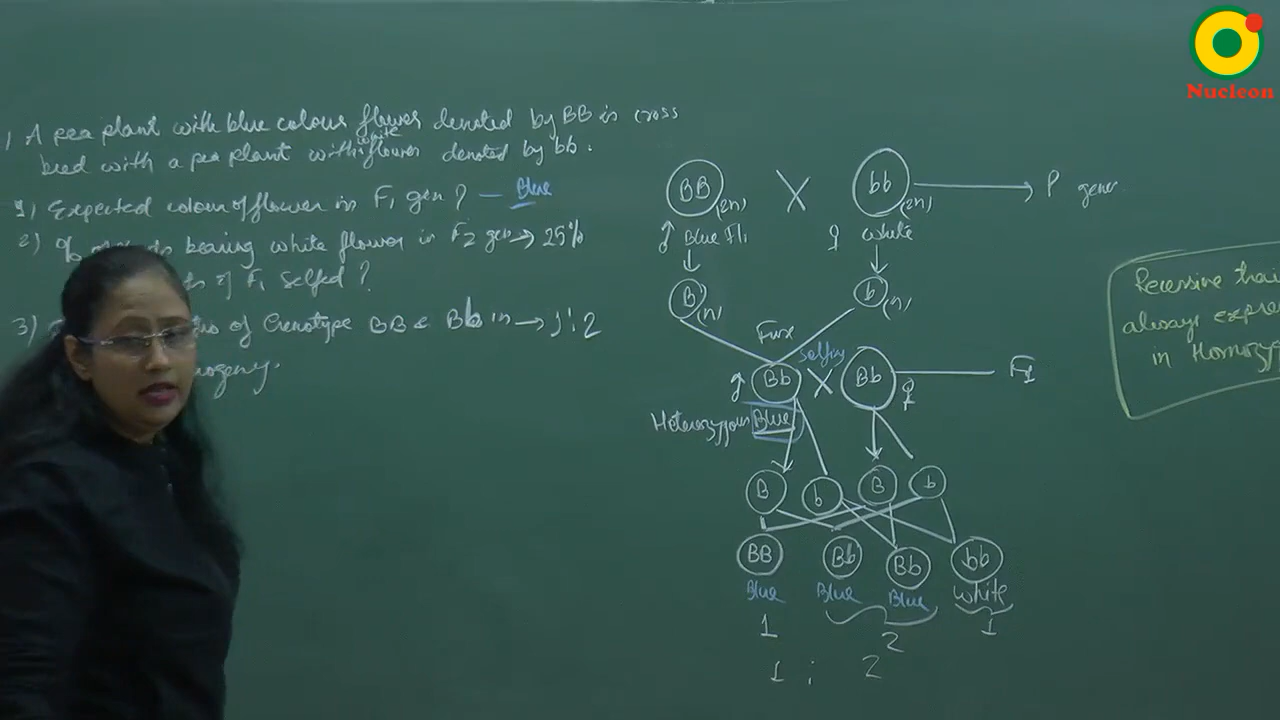 1) A pea plant with blue colour flower denoted by BB is cross
bred with a pea plant with white flower denoted by bb.
1) Expected colour of flower in F1 gen? — Blue
2) % bearing white flower in F2 gen → 25%
of F1 selfed?
3) of Genotype BB & Bb in → 1:2
BB (2n) X bb (2n) → P gener
♂ Blue Fl ♀ White
B (n) b (n)
Fuse
selfing
♂ Bb X Bb ♀ F1
Heterozygous Blue
B b B b
BB Bb Bb bb
Blue Blue Blue white
1 2 1
1 : 2
Recessive trai
always expre
in Homozy
Nucleon